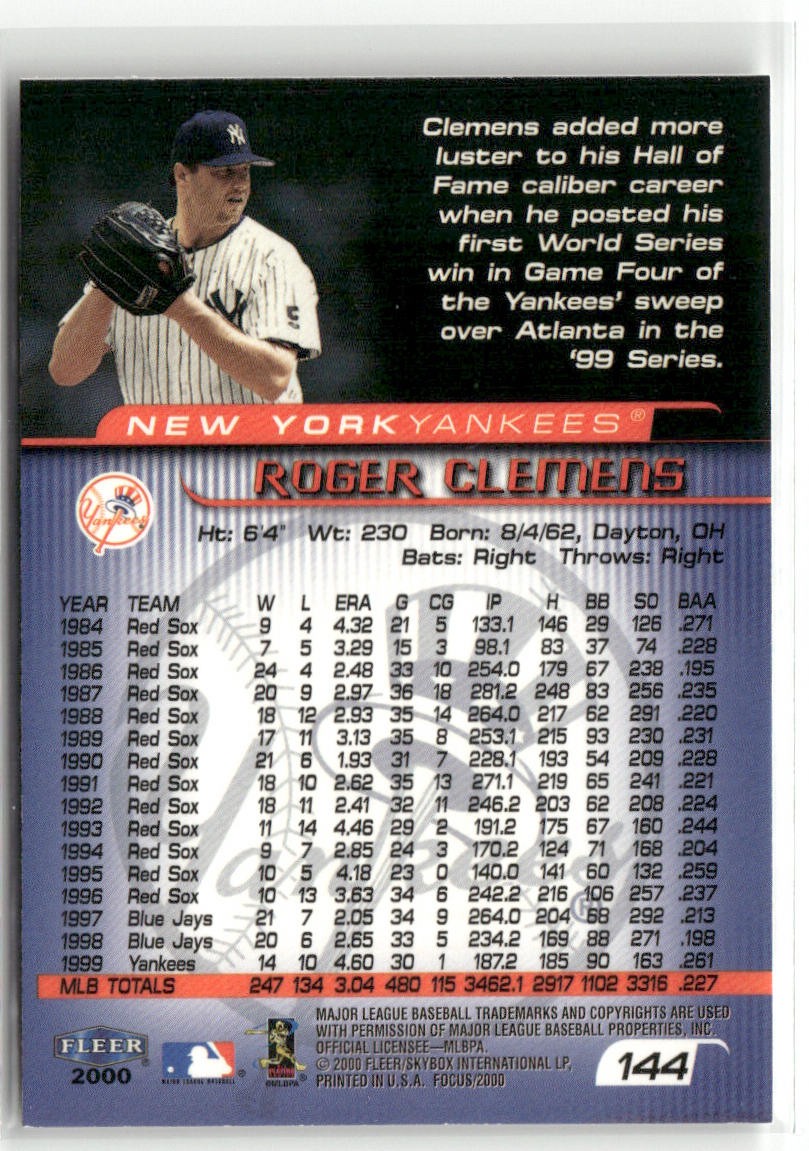 Clemens added more
luster to his Hall of
Fame caliber career
when he posted his
first World Series
win in Game Four of
the Yankees' sweep
over Atlanta in the
'99 Series.
NEW YORK YANKEES®
Yankees
ROGER CLEMENS
Ht: 6'4" Wt: 230 Born: 8/4/62, Dayton, OH
Bats: Right Throws: Right
YEAR TEAM W L ERA G CG IP H BB SO BAA
1984 Red Sox 9 4 4.32 21 5 133.1 146 29 126 .271
1985 Red Sox 7 5 3.29 15 3 98.1 83 37 74 .228
1986 Red Sox 24 4 2.48 33 10 254.0 179 67 238 .195
1987 Red Sox 20 9 2.97 36 18 281.2 248 83 256 .235
1988 Red Sox 18 12 2.93 35 14 264.0 217 62 291 .220
1989 Red Sox 17 11 3.13 35 8 253.1 215 93 230 .231
1990 Red Sox 21 6 1.93 31 7 228.1 193 54 209 .228
1991 Red Sox 18 10 2.62 35 13 271.1 219 65 241 .221
1992 Red Sox 18 11 2.41 32 11 246.2 203 62 208 .224
1993 Red Sox 11 14 4.46 29 2 191.2 175 67 160 .244
1994 Red Sox 9 7 2.85 24 3 170.2 124 71 168 .204
1995 Red Sox 10 5 4.18 23 0 140.0 141 60 132 .259
1996 Red Sox 10 13 3.63 34 6 242.2 216 106 257 .237
1997 Blue Jays 21 7 2.05 34 9 264.0 204 68 292 .213
1998 Blue Jays 20 6 2.65 33 5 234.2 169 88 271 .198
1999 Yankees 14 10 4.60 30 1 187.2 185 90 163 .261
MLB TOTALS 247 134 3.04 480 115 3462.1 2917 1102 3316 .227
Yankees®
FLEER®
2000
MAJOR LEAGUE BASEBALL®
PLAYERS
©MLBPA
MAJOR LEAGUE BASEBALL TRADEMARKS AND COPYRIGHTS ARE USED
WITH PERMISSION OF MAJOR LEAGUE BASEBALL PROPERTIES, INC.
OFFICIAL LICENSEE—MLBPA.
© 2000 FLEER/SKYBOX INTERNATIONAL LP,
PRINTED IN U.S.A. FOCUS/2000
144